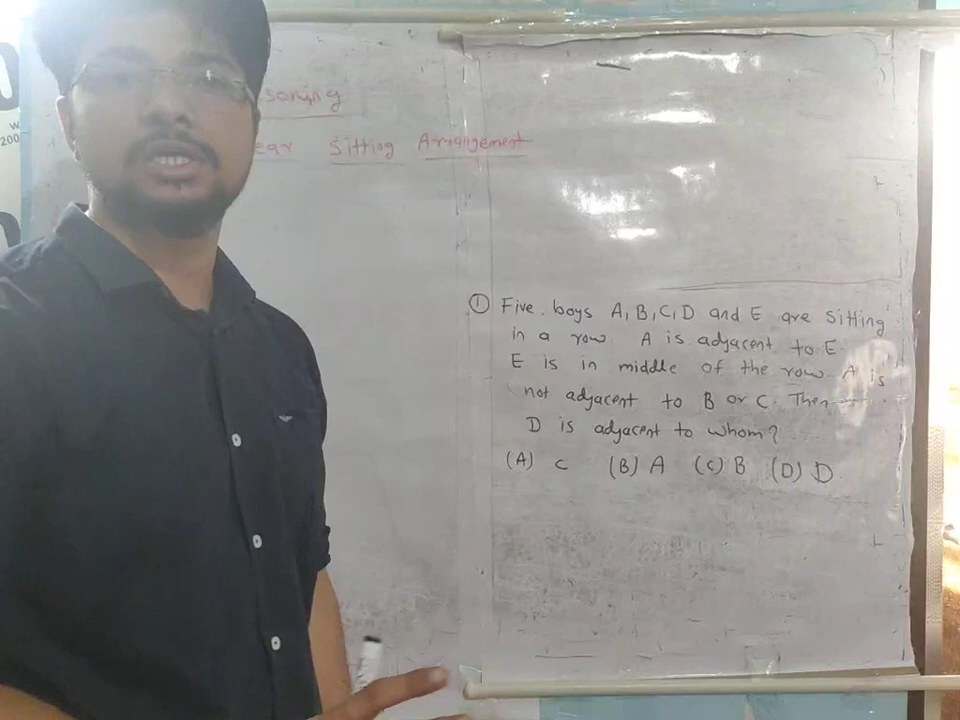 soning
ear Sitting Arrangement
① Five boys A, B, C, D and E are sitting
in a row. A is adjacent to E.
E is in middle of the row. A is
not adjacent to B or C. Then
D is adjacent to whom?
(A) C (B) A (C) B (D) D
W
200